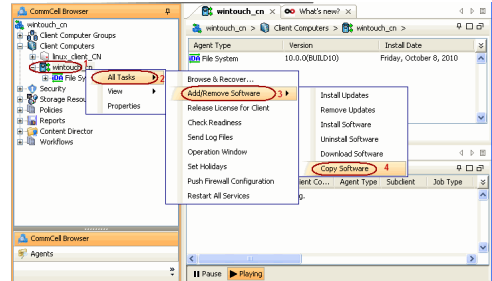 CommCell Browser
wintouch_cn
Client Computer Groups
Client Computers
linux_client_CN
wintouch_cn
1
File Sy
Security
Storage Resou
Policies
Reports
Content Director
Workflows
All Tasks
2
View
Properties
Browse & Recover...
Add/Remove Software
3
Release License for Client
Check Readiness
Send Log Files
Operation Window
Set Holidays
Push Firewall Configuration
Restart All Services
Install Updates
Remove Updates
Install Software
Uninstall Software
Download Software
Copy Software
4
wintouch_cn
What's new?
wintouch_cn > Client Computers > wintouch_cn >
Agent Type Version Install Date
iDA File System 10.0.0(BUILD10) Friday, October 8, 2010
ient Co... Agent Type Subclient Job Type
g.
CommCell Browser
Agents
Pause Playing